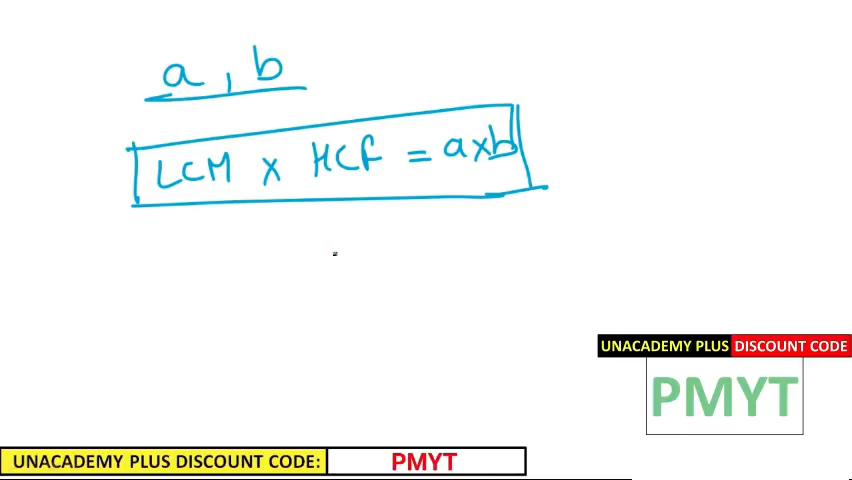 a , b
LCM x HCF = axb
UNACADEMY PLUS DISCOUNT CODE
PMYT
UNACADEMY PLUS DISCOUNT CODE: PMYT